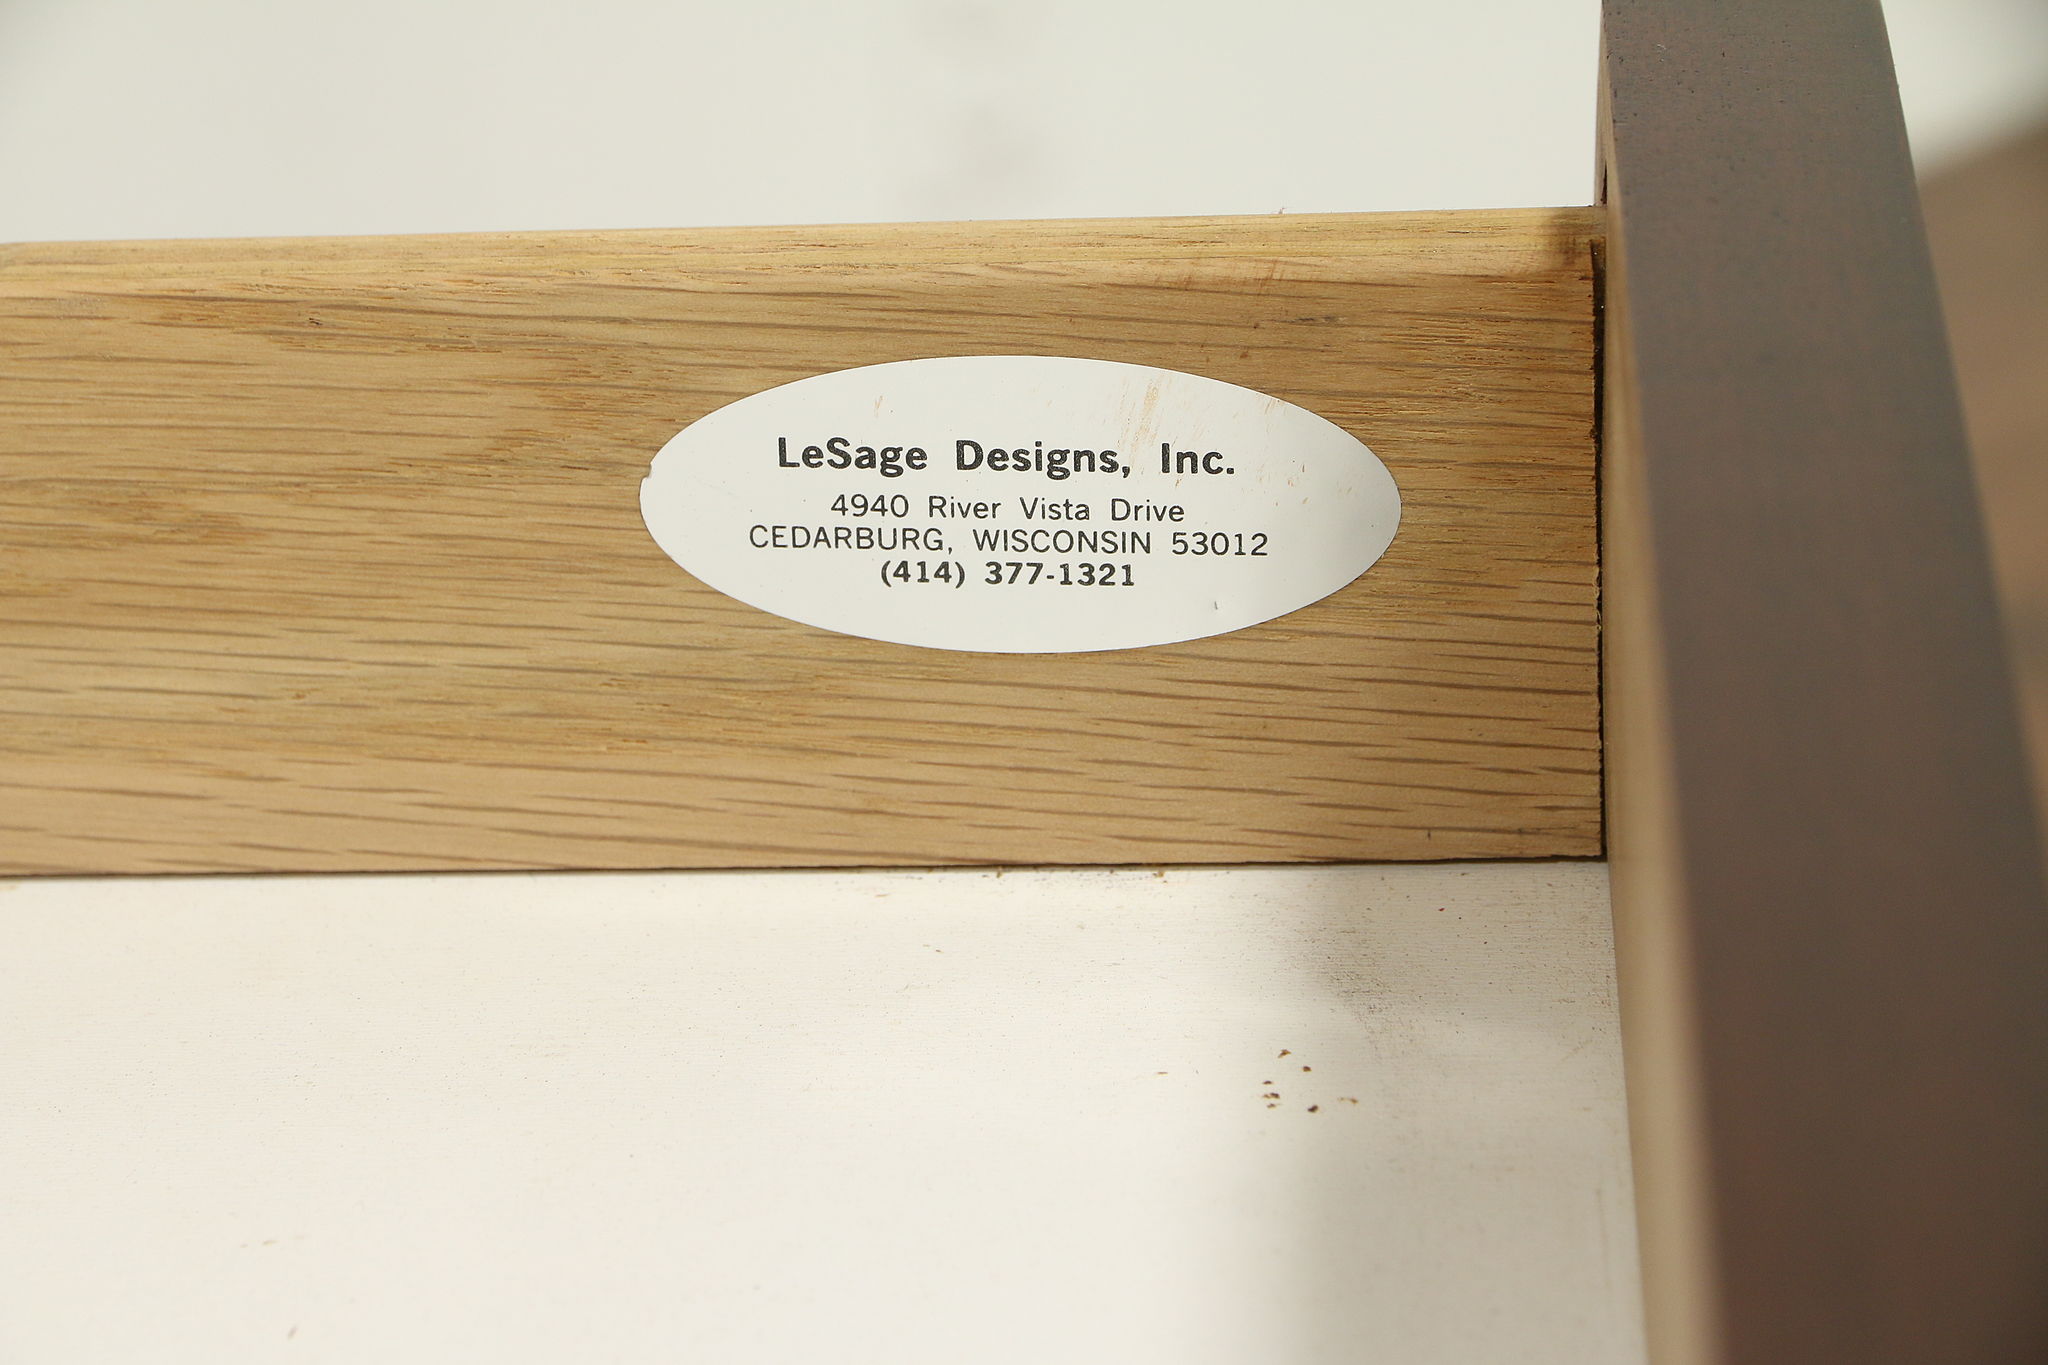 LeSage Designs, Inc.
4940 River Vista Drive
CEDARBURG, WISCONSIN 53012
(414) 377-1321